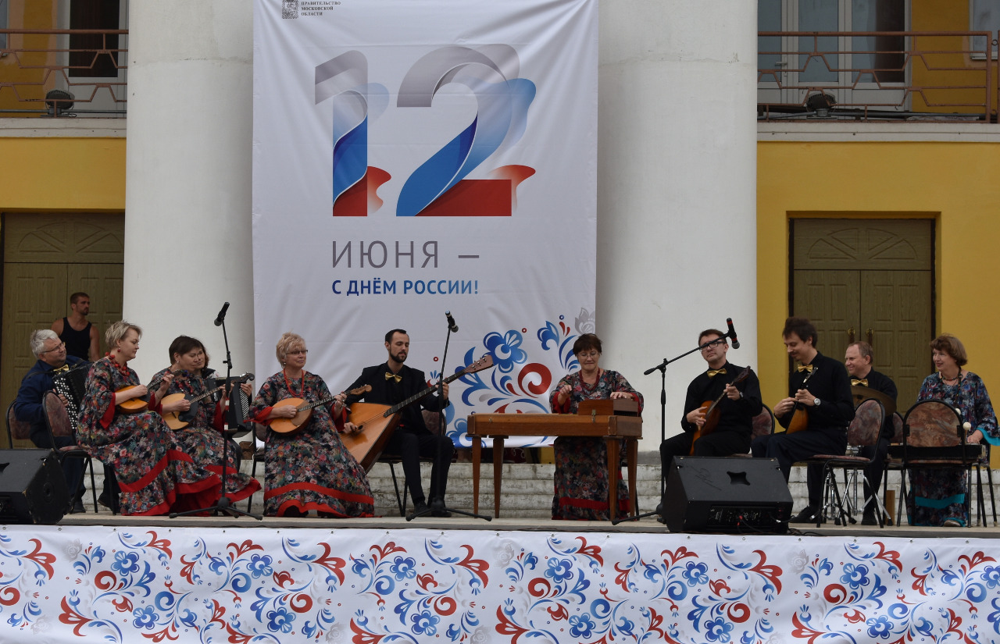 ПРАВИТЕЛЬСТВО
МОСКОВСКОЙ
ОБЛАСТИ
12
ИЮНЯ –
С ДНЁМ РОССИИ!